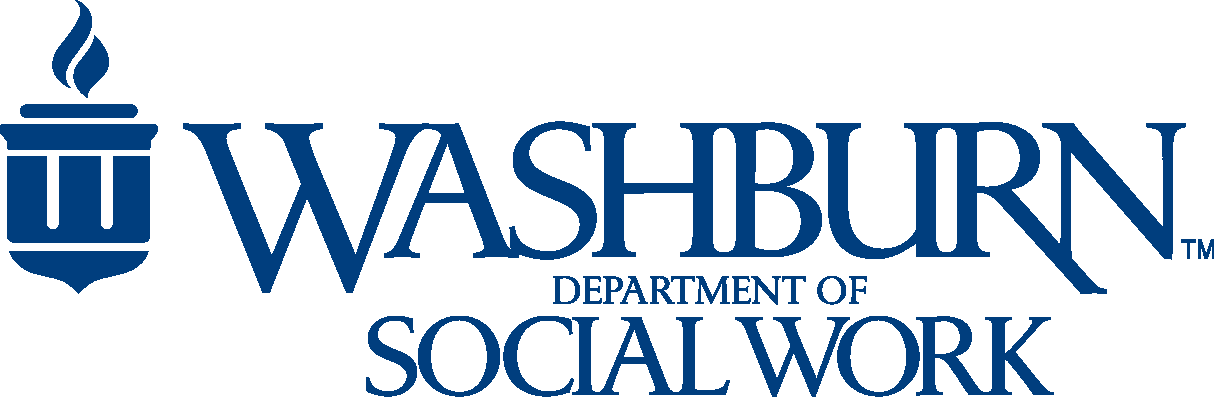 WASHBURN™
DEPARTMENT OF
SOCIAL WORK